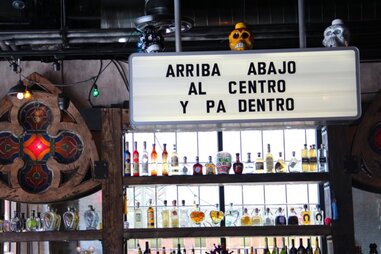 ARRIBA ABAJO
AL CENTRO
Y PA DENTRO